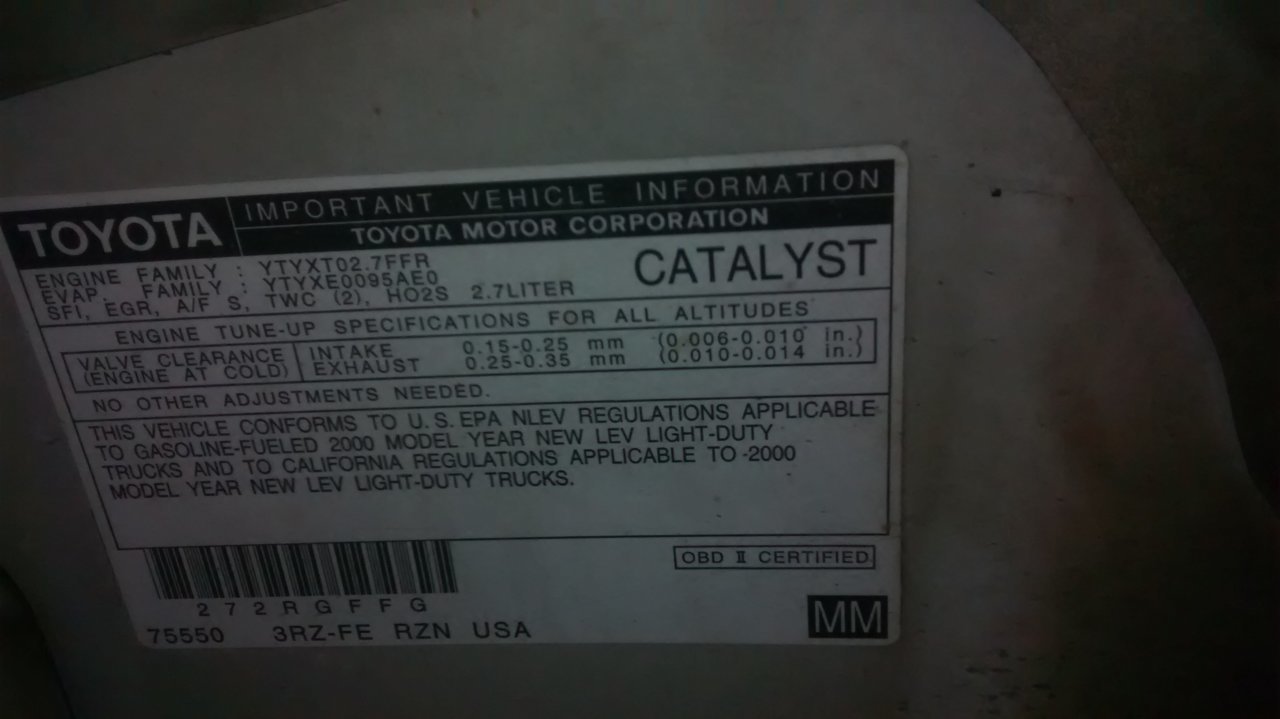 TOYOTA
IMPORTANT VEHICLE INFORMATION
TOYOTA MOTOR CORPORATION
ENGINE FAMILY : YTYXT02.7FFR
EVAP. FAMILY : YTYXE0095AE0
SFI, EGR, A/F S, TWC (2), HO2S 2.7LITER
CATALYST
ENGINE TUNE-UP SPECIFICATIONS FOR ALL ALTITUDES
VALVE CLEARANCE INTAKE 0.15-0.25 mm (0.006-0.010 in.)
(ENGINE AT COLD) EXHAUST 0.25-0.35 mm (0.010-0.014 in.)
NO OTHER ADJUSTMENTS NEEDED.
THIS VEHICLE CONFORMS TO U.S.EPA NLEV REGULATIONS APPLICABLE
TO GASOLINE-FUELED 2000 MODEL YEAR NEW LEV LIGHT-DUTY
TRUCKS AND TO CALIFORNIA REGULATIONS APPLICABLE TO 2000
MODEL YEAR NEW LEV LIGHT-DUTY TRUCKS.
OBD II CERTIFIED
272RGFFG
75550 3RZ-FE RZN USA
MM